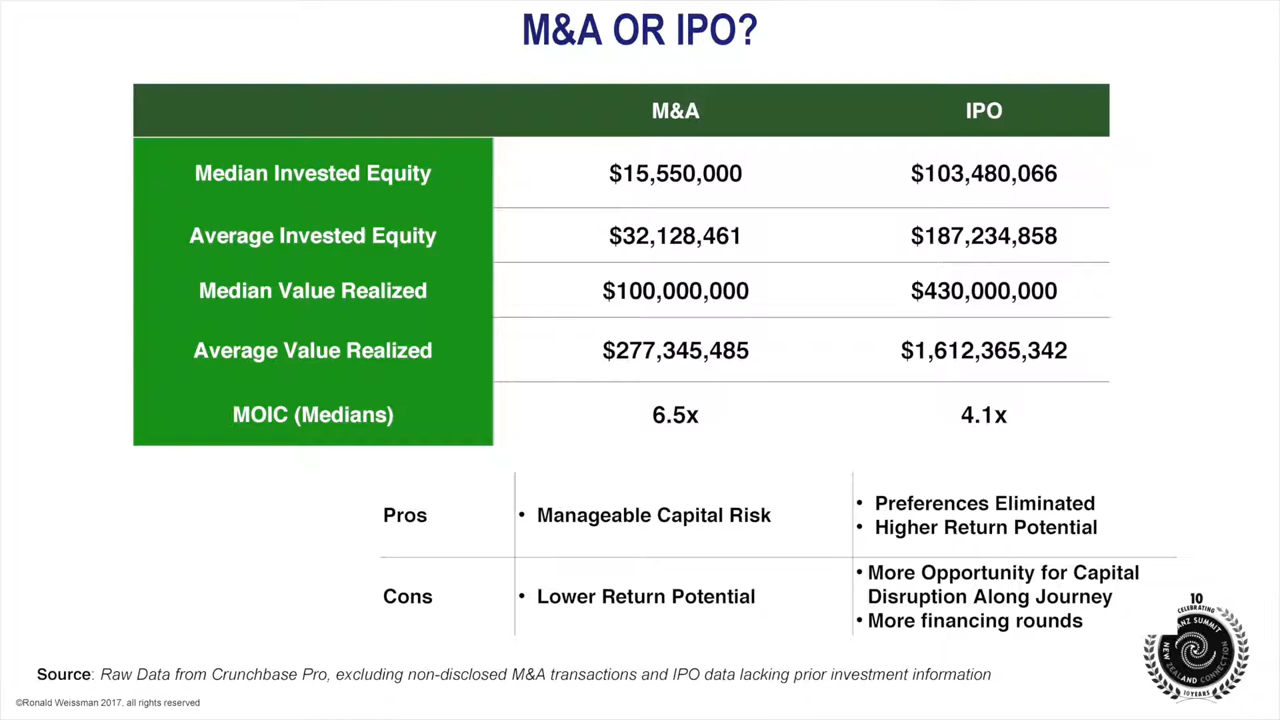 M&A OR IPO?
M&A IPO
Median Invested Equity $15,550,000 $103,480,066
Average Invested Equity $32,128,461 $187,234,858
Median Value Realized $100,000,000 $430,000,000
Average Value Realized $277,345,485 $1,612,365,342
MOIC (Medians) 6.5x 4.1x
Pros
• Manageable Capital Risk
• Preferences Eliminated
• Higher Return Potential
Cons
• Lower Return Potential
• More Opportunity for Capital
Disruption Along Journey
• More financing rounds
10
CELEBRATING
ANZ SUMMIT
NEW ZEALAND CONNECTION
10 YEARS
Source: Raw Data from Crunchbase Pro, excluding non-disclosed M&A transactions and IPO data lacking prior investment information
©Ronald Weissman 2017. all rights reserved